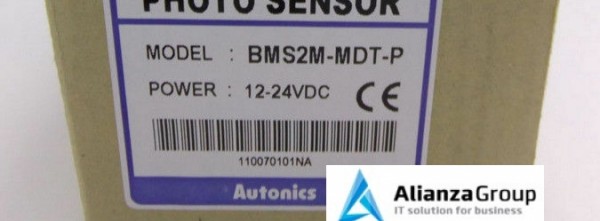 PHOTO SENSOR
MODEL : BMS2M-MDT-P
POWER : 12-24VDC CE
110070101NA
Autonics
AlianzaGroup
IT solution for business